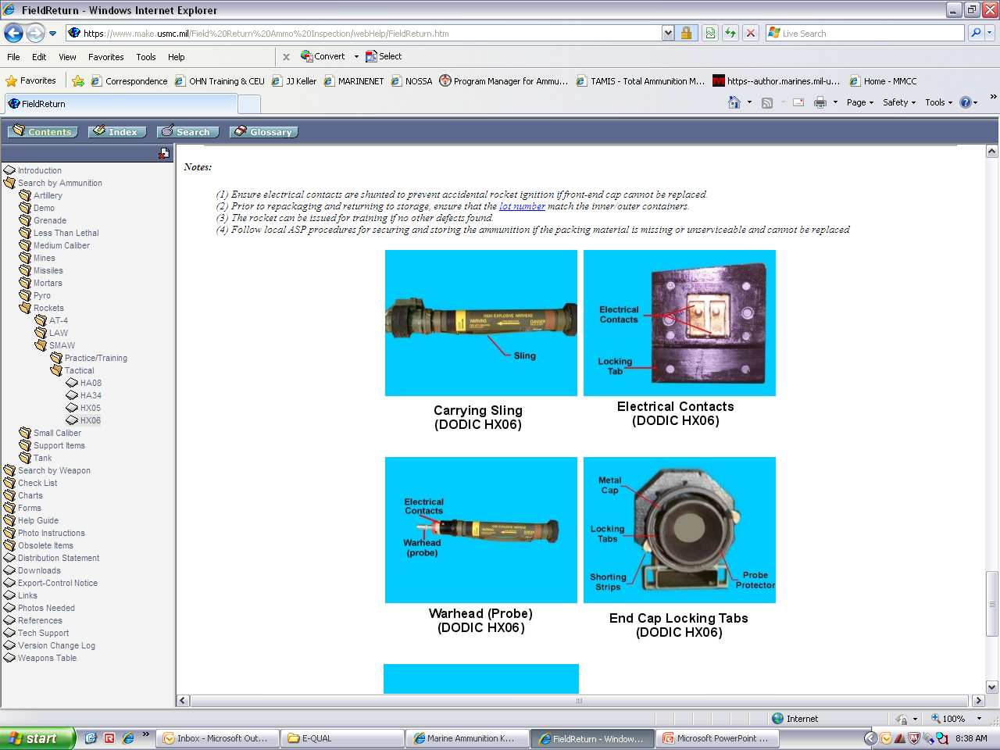 FieldReturn - Windows Internet Explorer
https://www.make.usmc.mil/Field%20Return%20Ammo%20Inspection/webHelp/FieldReturn.htm
Live Search
File Edit View Favorites Tools Help
x Convert Select
Favorites Correspondence OHN Training & CEU JJ Keller MARINENET NOSSA Program Manager for Ammu... TAMIS - Total Ammunition M... https--author.marines.mil-u... Home - MMCC
FieldReturn
Page Safety Tools
Contents Index Search Glossary
Introduction
Search by Ammunition
Artillery
Demo
Grenade
Less Than Lethal
Medium Caliber
Mines
Missiles
Mortars
Pyro
Rockets
AT-4
LAW
SMAW
Practice/Training
Tactical
HA08
HA34
HX05
HX06
Small Caliber
Support Items
Tank
Search by Weapon
Check List
Charts
Forms
Help Guide
Photo Instructions
Obsolete Items
Distribution Statement
Downloads
Export-Control Notice
Links
Photos Needed
References
Tech Support
Version Change Log
Weapons Table
Notes:
(1) Ensure electrical contacts are shunted to prevent accidental rocket ignition if front-end cap cannot be replaced.
(2) Prior to repackaging and returning to storage, ensure that the lot number match the inner/outer containers.
(3) The rocket can be issued for training if no other defects found.
(4) Follow local ASP procedures for securing and storing the ammunition if the packing material is missing or unserviceable and cannot be replaced
HIGH EXPLOSIVE WARHEAD
WARNING
DANGER
Sling
Carrying Sling
(DODIC HX06)
Electrical
Contacts
Locking
Tab
Electrical Contacts
(DODIC HX06)
Electrical
Contacts
Warhead
(probe)
HIGH EXPLOSIVE WARHEAD
Warhead (Probe)
(DODIC HX06)
Metal
Cap
Locking
Tabs
Shorting
Strips
Probe
Protector
End Cap Locking Tabs
(DODIC HX06)
Internet
100%
start
Inbox - Microsoft Out...
E-QUAL
Marine Ammunition K...
FieldReturn - Window...
Microsoft PowerPoint ...
8:38 AM